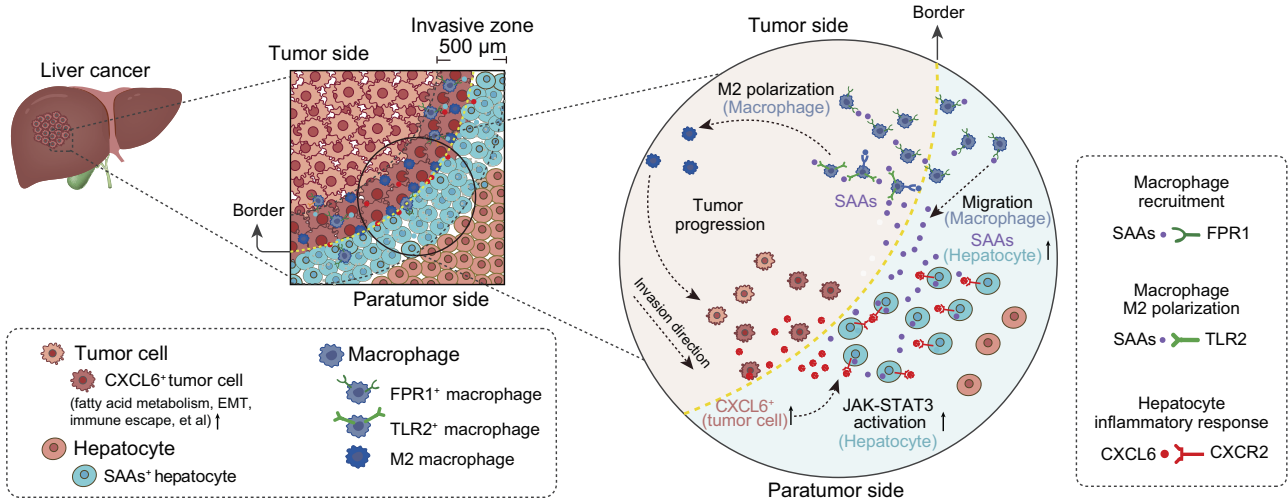 Liver cancer
Tumor side
Invasive zone
500 μm
Border
Paratumor side
Tumor cell
CXCL6⁺ tumor cell
(fatty acid metabolism, EMT,
immune escape, et al)
Hepatocyte
SAAs⁺ hepatocyte
Macrophage
FPR1⁺ macrophage
TLR2⁺ macrophage
M2 macrophage
Border
Tumor side
M2 polarization
(Macrophage)
SAAs
Tumor
progression
Migration
(Macrophage)
SAAs
(Hepatocyte)
Invasion direction
CXCL6⁺
(tumor cell)
JAK-STAT3
activation
(Hepatocyte)
Paratumor side
Macrophage
recruitment
SAAs FPR1
Macrophage
M2 polarization
SAAs TLR2
Hepatocyte
inflammatory response
CXCL6 CXCR2